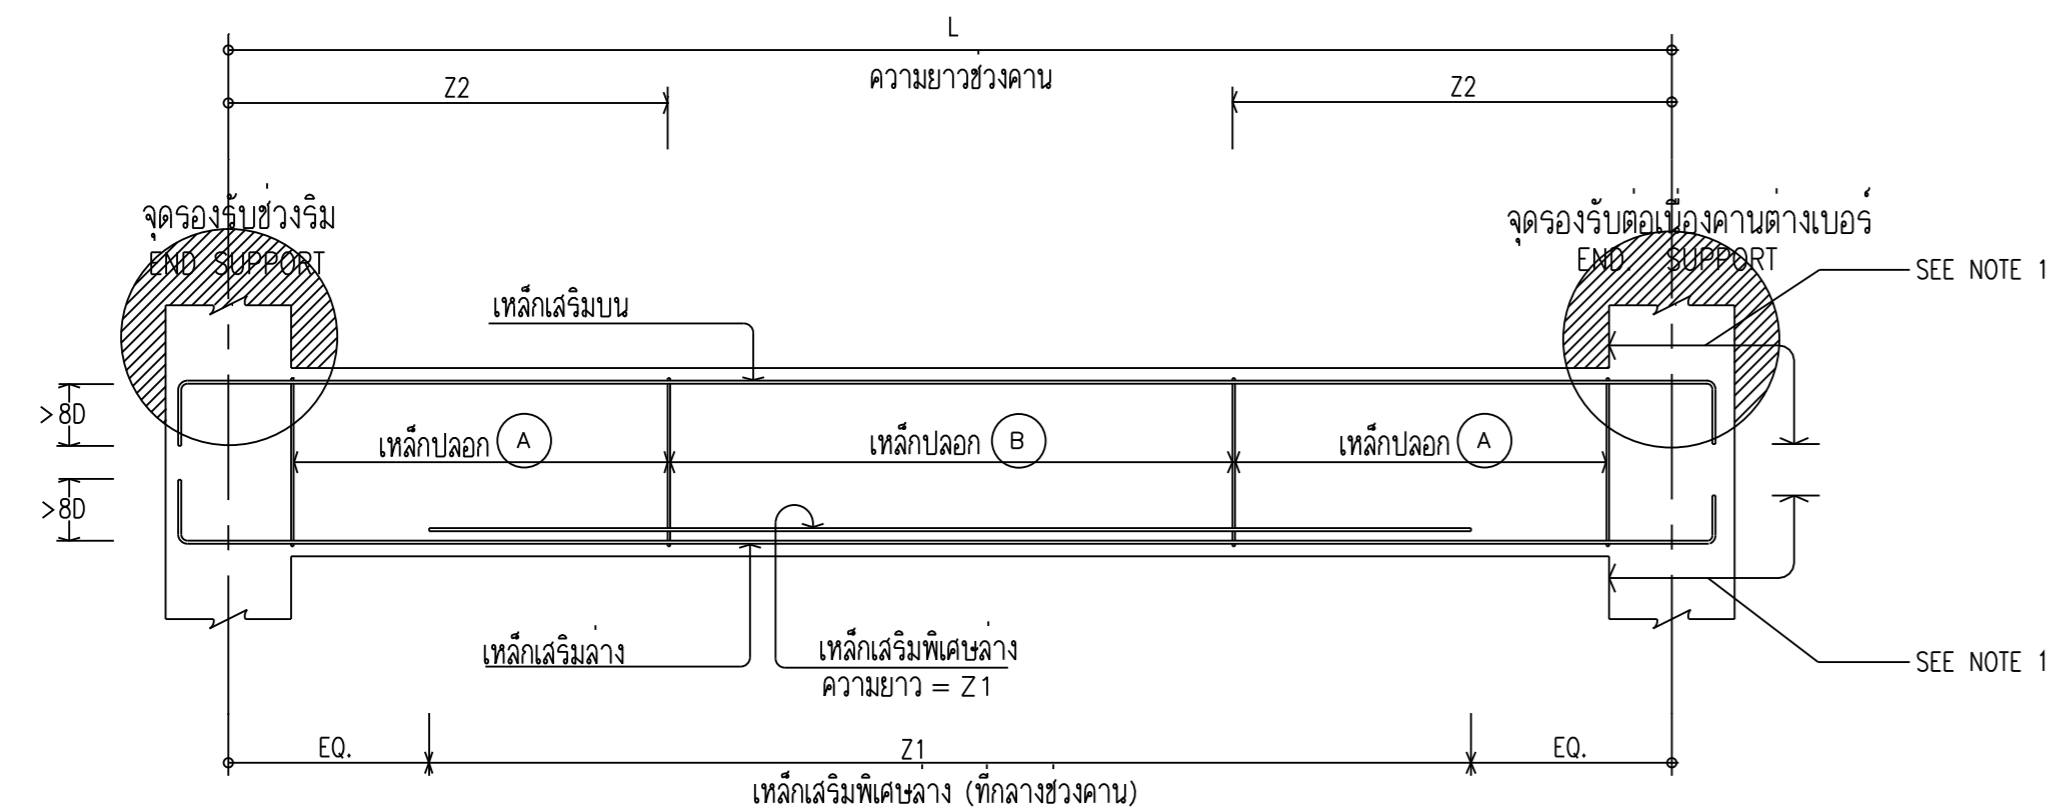 L
ความยาวช่วงคาน
Z2
Z2
จุดรองรับช่วงริม
END SUPPORT
จุดรองรับต่อเนื่องคานต่างเบอร์
END. SUPPORT
SEE NOTE 1
เหล็กเสริมบน
>8D
เหล็กปลอก A
เหล็กปลอก B
เหล็กปลอก A
>8D
เหล็กเสริมล่าง
เหล็กเสริมพิเศษล่าง
ความยาว = Z1
SEE NOTE 1
EQ.
Z1
EQ.
เหล็กเสริมพิเศษล่าง (ที่กลางช่วงคาน)